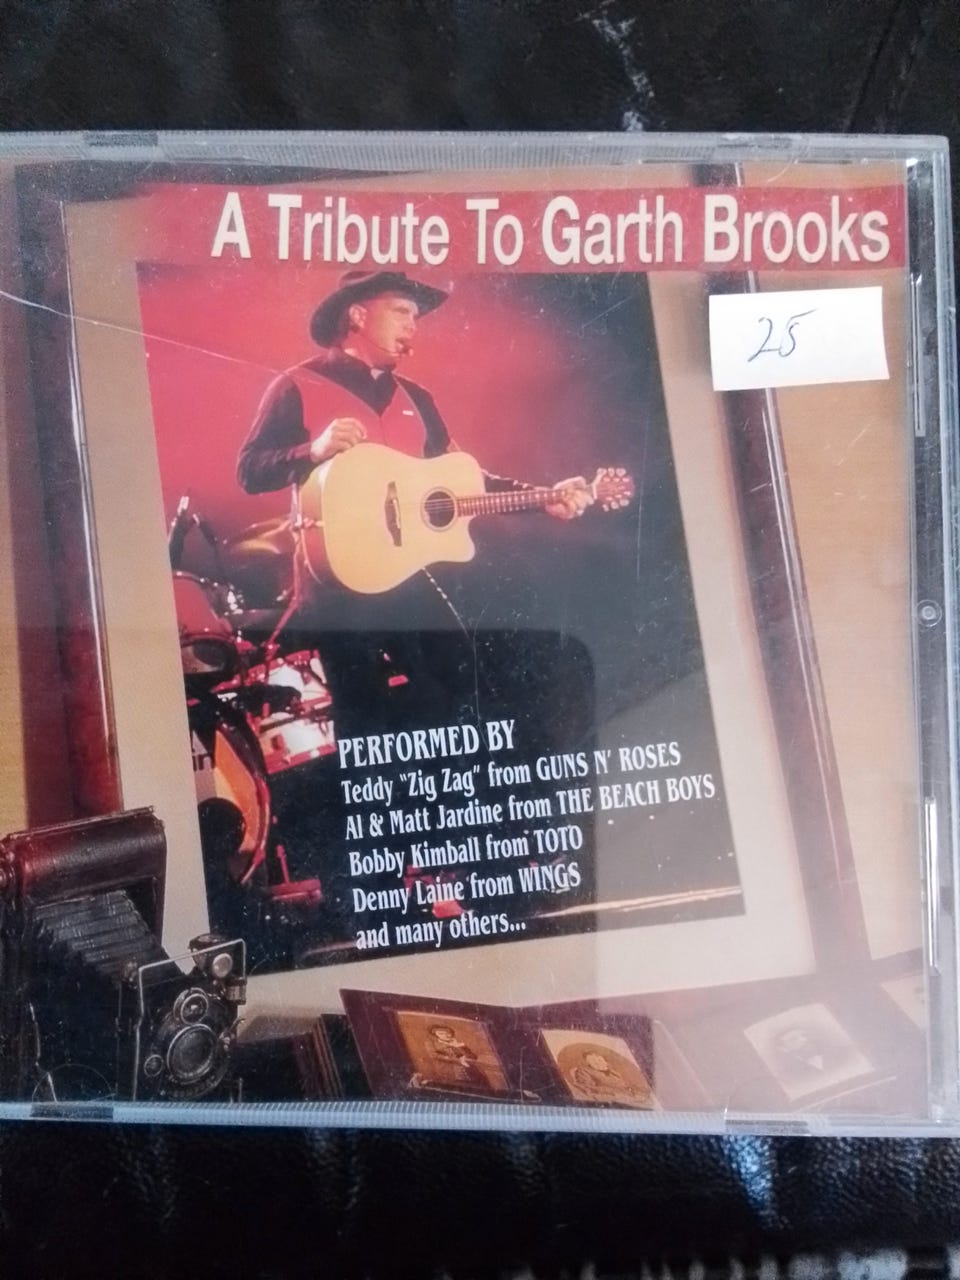 A Tribute To Garth Brooks
25
PERFORMED BY
Teddy "Zig Zag" from GUNS N' ROSES
Al & Matt Jardine from THE BEACH BOYS
Bobby Kimball from TOTO
Denny Laine from WINGS
and many others...